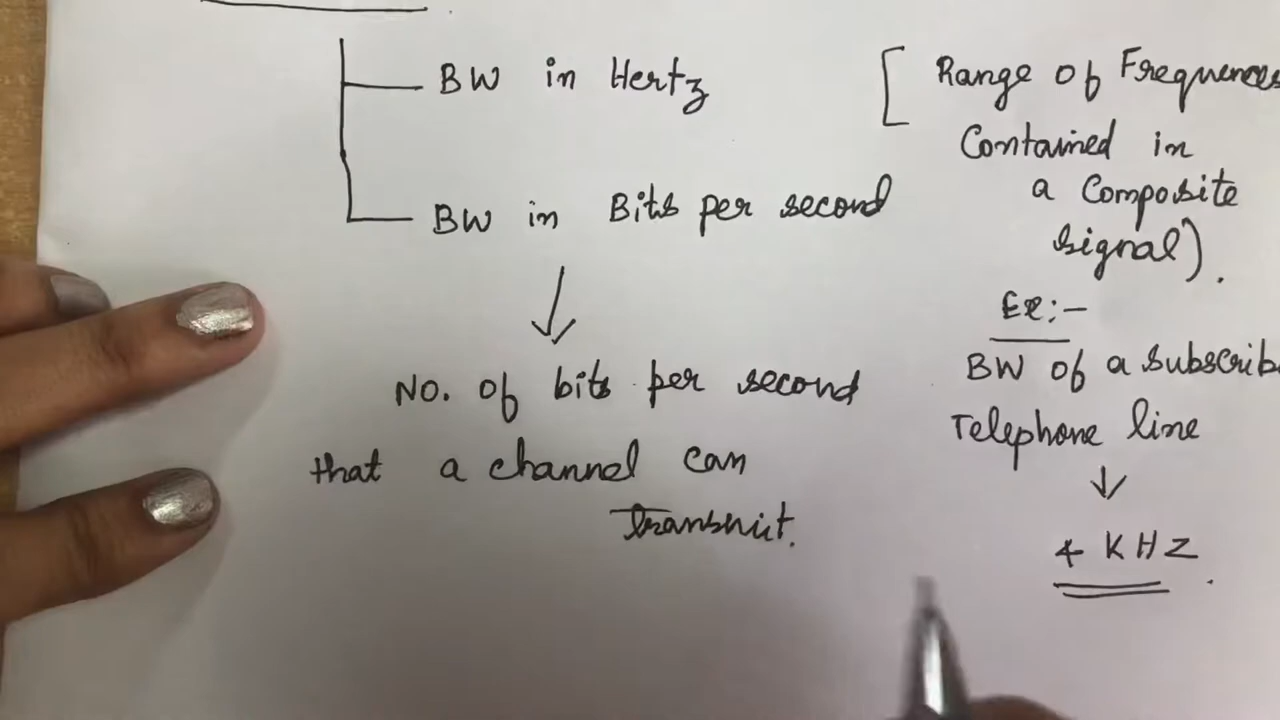 BW in Hertz
[ Range of Frequences
Contained in
a Composite
signal).
BW in Bits per second
↓
No. of bits per second
that a channel can
transmit.
Ex:-
BW of a subscrib
Telephone line
↓
4 KHZ